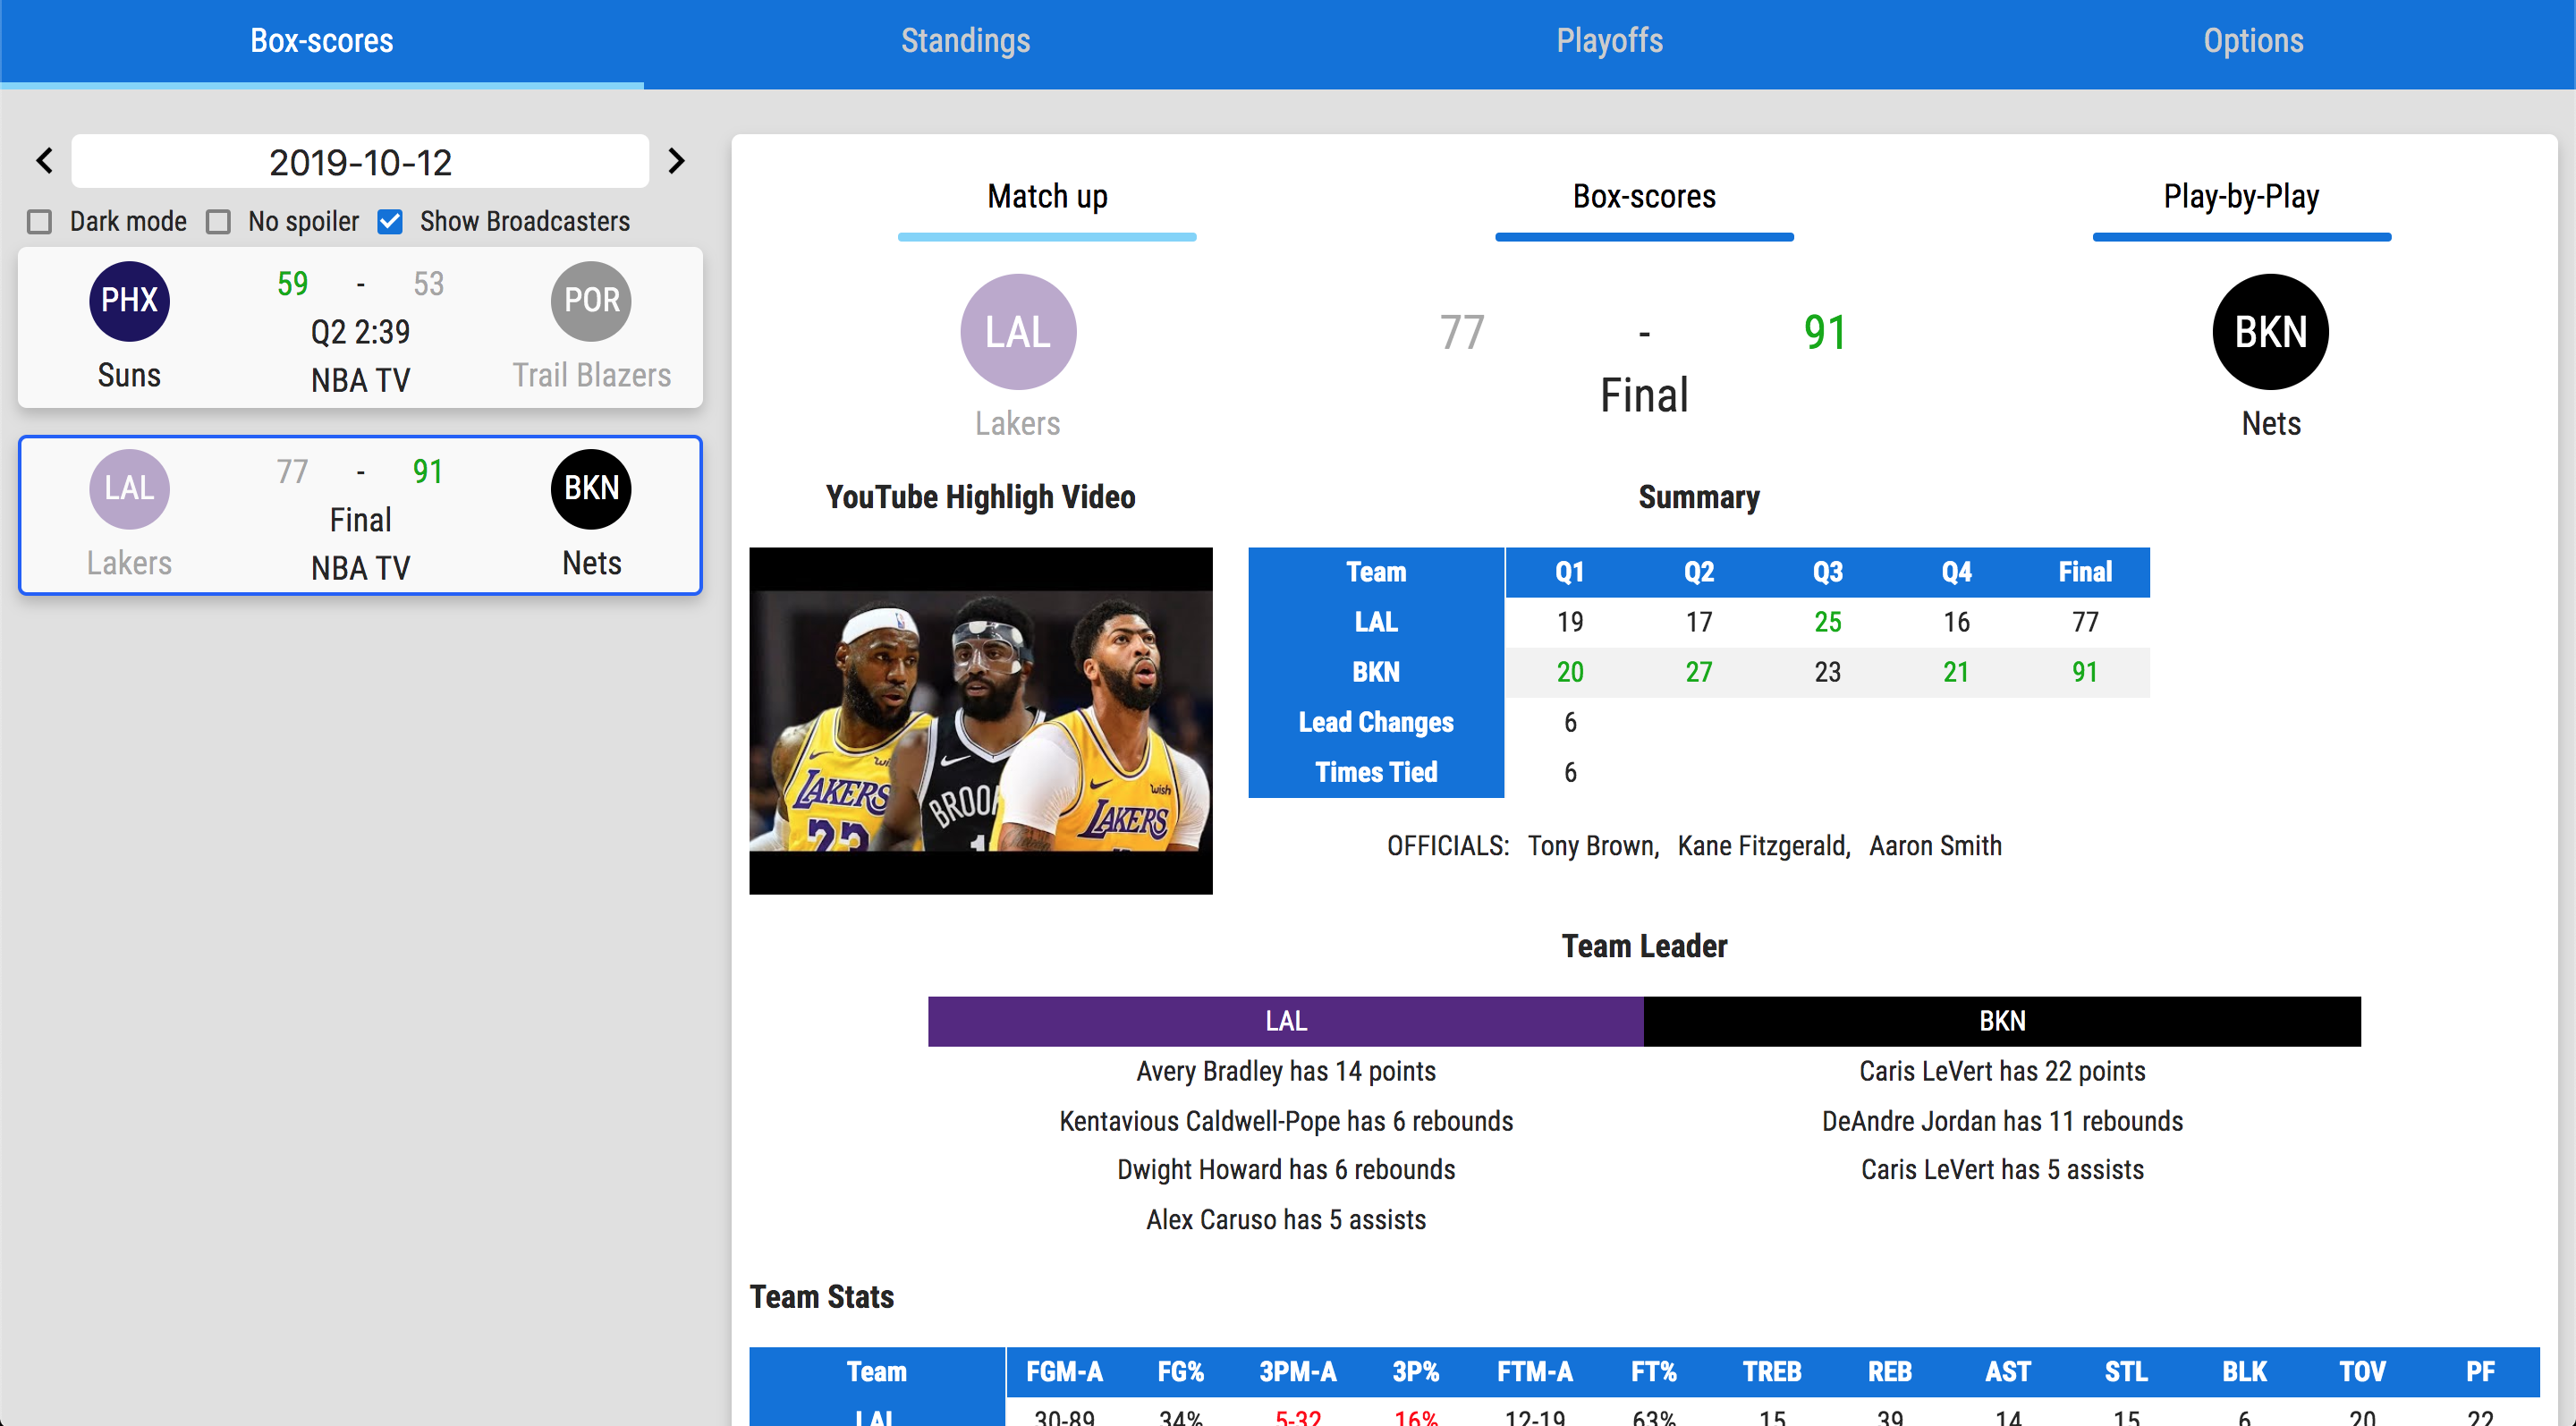 Box-scores Standings Playoffs Options
2019-10-12
Dark mode No spoiler Show Broadcasters
PHX 59 - 53 POR
Q2 2:39
Suns NBA TV Trail Blazers
LAL 77 - 91 BKN
Final
Lakers NBA TV Nets
Match up Box-scores Play-by-Play
LAL 77 - 91 BKN
Final
Lakers Nets
YouTube Highligh Video
LAKERS
23
BROO
1
wish
LAKERS
Summary
Team Q1 Q2 Q3 Q4 Final
LAL 19 17 25 16 77
BKN 20 27 23 21 91
Lead Changes 6
Times Tied 6
OFFICIALS: Tony Brown, Kane Fitzgerald, Aaron Smith
Team Leader
LAL BKN
Avery Bradley has 14 points Caris LeVert has 22 points
Kentavious Caldwell-Pope has 6 rebounds DeAndre Jordan has 11 rebounds
Dwight Howard has 6 rebounds Caris LeVert has 5 assists
Alex Caruso has 5 assists
Team Stats
Team FGM-A FG% 3PM-A 3P% FTM-A FT% TREB REB AST STL BLK TOV PF
LAL 30-89 34% 5-32 16% 12-19 63% 15 39 14 15 6 20 22